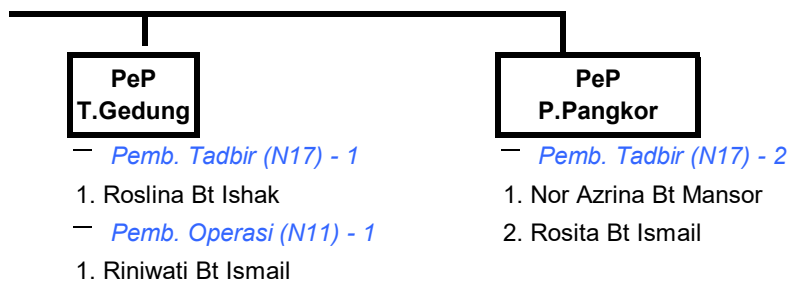 PeP
T.Gedung
– Pemb. Tadbir (N17) - 1
1. Roslina Bt Ishak
– Pemb. Operasi (N11) - 1
1. Riniwati Bt Ismail
PeP
P.Pangkor
– Pemb. Tadbir (N17) - 2
1. Nor Azrina Bt Mansor
2. Rosita Bt Ismail